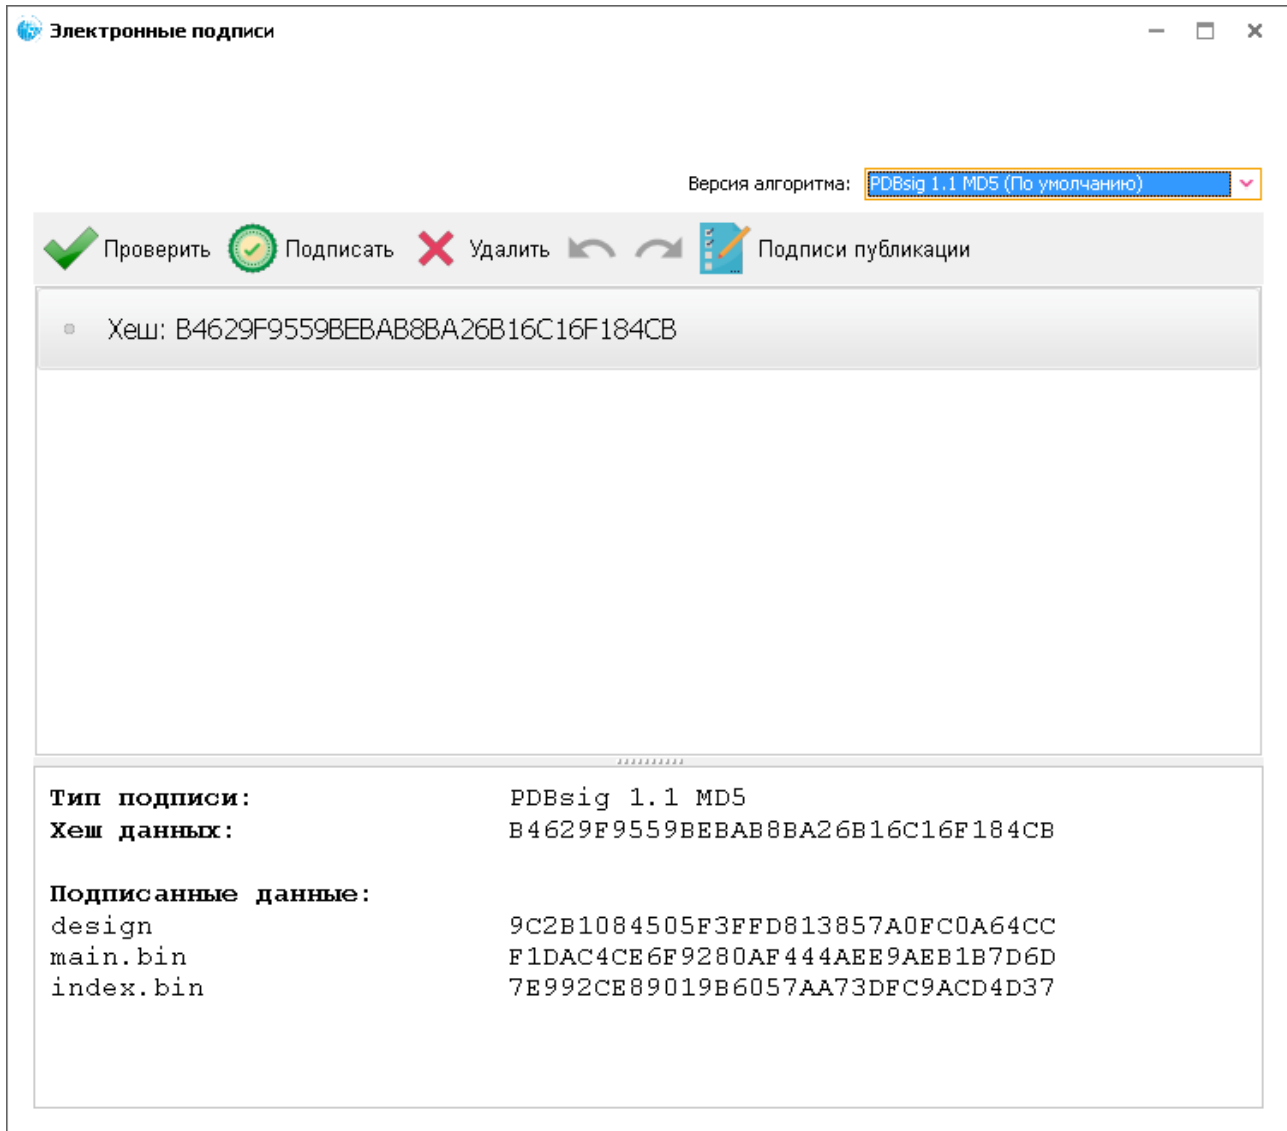 Электронные подписи
Версия алгоритма: PDBsig 1.1 MD5 (По умолчанию)
Проверить Подписать Удалить Подписи публикации
Хеш: B4629F9559BEBAB8BA26B16C16F184CB
Тип подписи: PDBsig 1.1 MD5
Хеш данных: B4629F9559BEBAB8BA26B16C16F184CB
Подписанные данные:
design 9C2B1084505F3FFD813857A0FC0A64CC
main.bin F1DAC4CE6F9280AF444AEE9AEB1B7D6D
index.bin 7E992CE89019B6057AA73DFC9ACD4D37